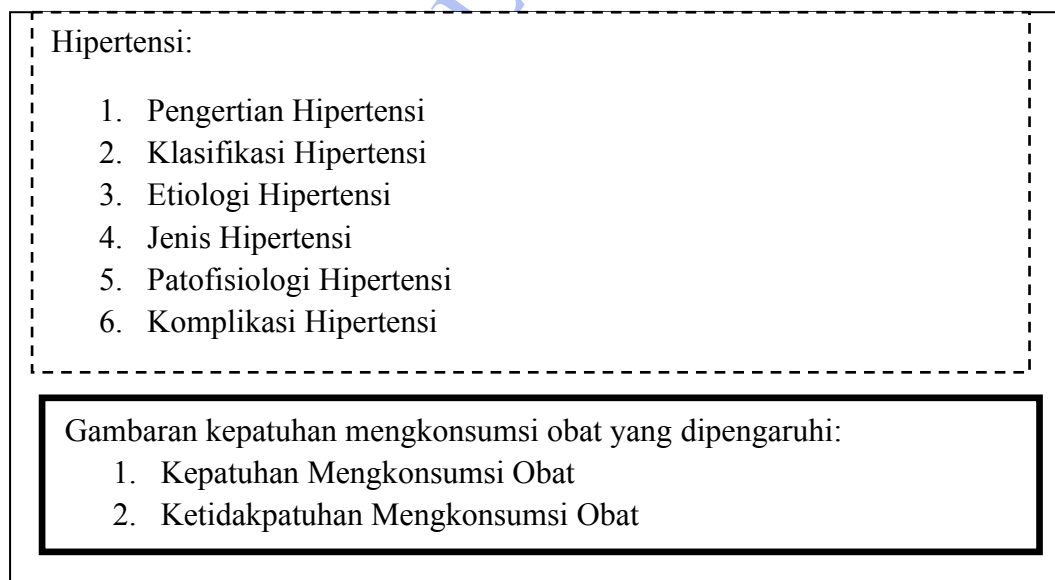 Hipertensi:
1. Pengertian Hipertensi
2. Klasifikasi Hipertensi
3. Etiologi Hipertensi
4. Jenis Hipertensi
5. Patofisiologi Hipertensi
6. Komplikasi Hipertensi
Gambaran kepatuhan mengkonsumsi obat yang dipengaruhi:
1. Kepatuhan Mengkonsumsi Obat
2. Ketidakpatuhan Mengkonsumsi Obat